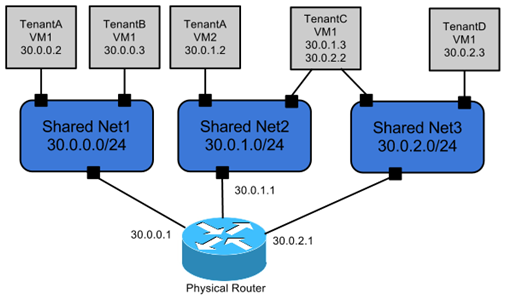 TenantA
VM1
30.0.0.2
TenantB
VM1
30.0.0.3
TenantA
VM2
30.0.1.2
TenantC
VM1
30.0.1.3
30.0.2.2
TenantD
VM1
30.0.2.3
Shared Net1
30.0.0.0/24
Shared Net2
30.0.1.0/24
Shared Net3
30.0.2.0/24
30.0.1.1
30.0.0.1
30.0.2.1
Physical Router